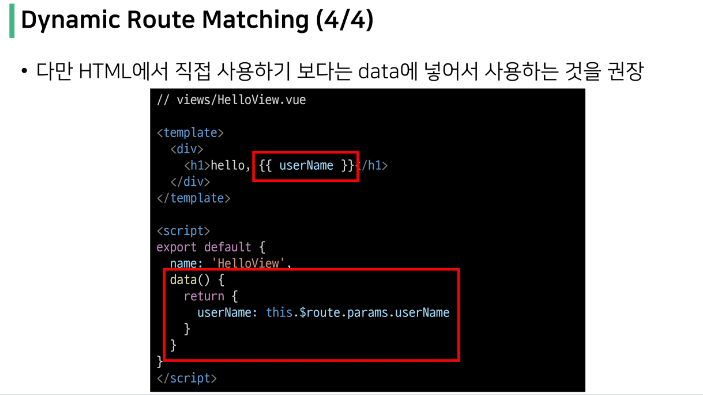 Dynamic Route Matching (4/4)
• 다만 HTML에서 직접 사용하기 보다는 data에 넣어서 사용하는 것을 권장
// views/HelloView.vue
<template>
  <div>
    <h1>hello, {{ userName }}</h1>
  </div>
</template>
<script>
export default {
  name: 'HelloView',
  data() {
    return {
      userName: this.$route.params.userName
    }
  }
}
</script>